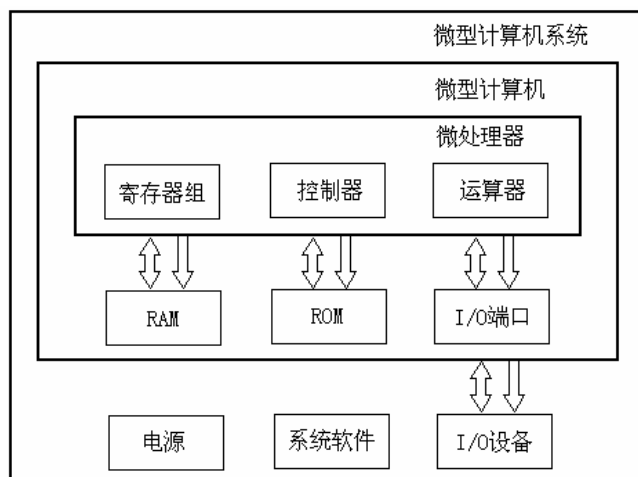 微型计算机系统
微型计算机
微处理器
寄存器组 控制器 运算器
RAM ROM I/O端口
电源 系统软件 I/O设备